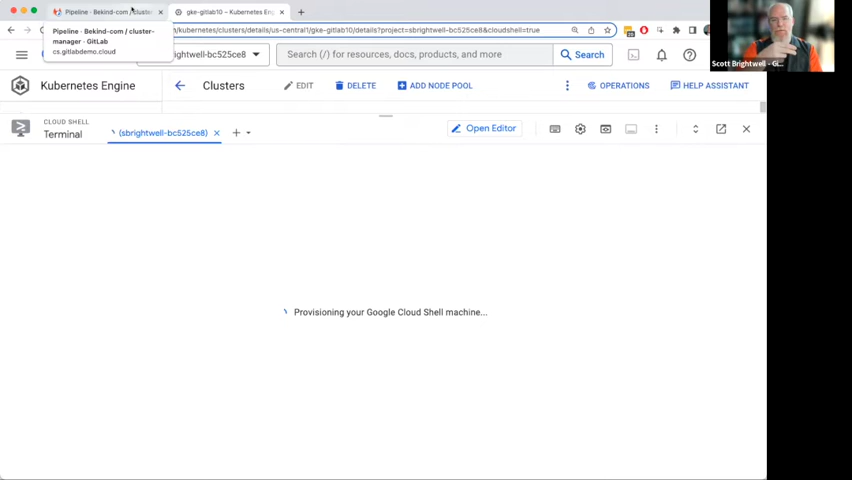 Pipeline · Bekind-com / cluster
gke-gitlab10 – Kubernetes Eng
Pipeline · Bekind-com / cluster-
manager · GitLab
cs.gitlabdemo.cloud
/kubernetes/clusters/details/us-central1/gke-gitlab10/details?project=sbrightwell-bc525ce8&cloudshell=true
rightwell-bc525ce8
Search (/) for resources, docs, products, and more
Search
Scott Brightwell - Gi...
Kubernetes Engine
Clusters
EDIT
DELETE
ADD NODE POOL
OPERATIONS
HELP ASSISTANT
CLOUD SHELL
Terminal
(sbrightwell-bc525ce8)
Open Editor
Provisioning your Google Cloud Shell machine...